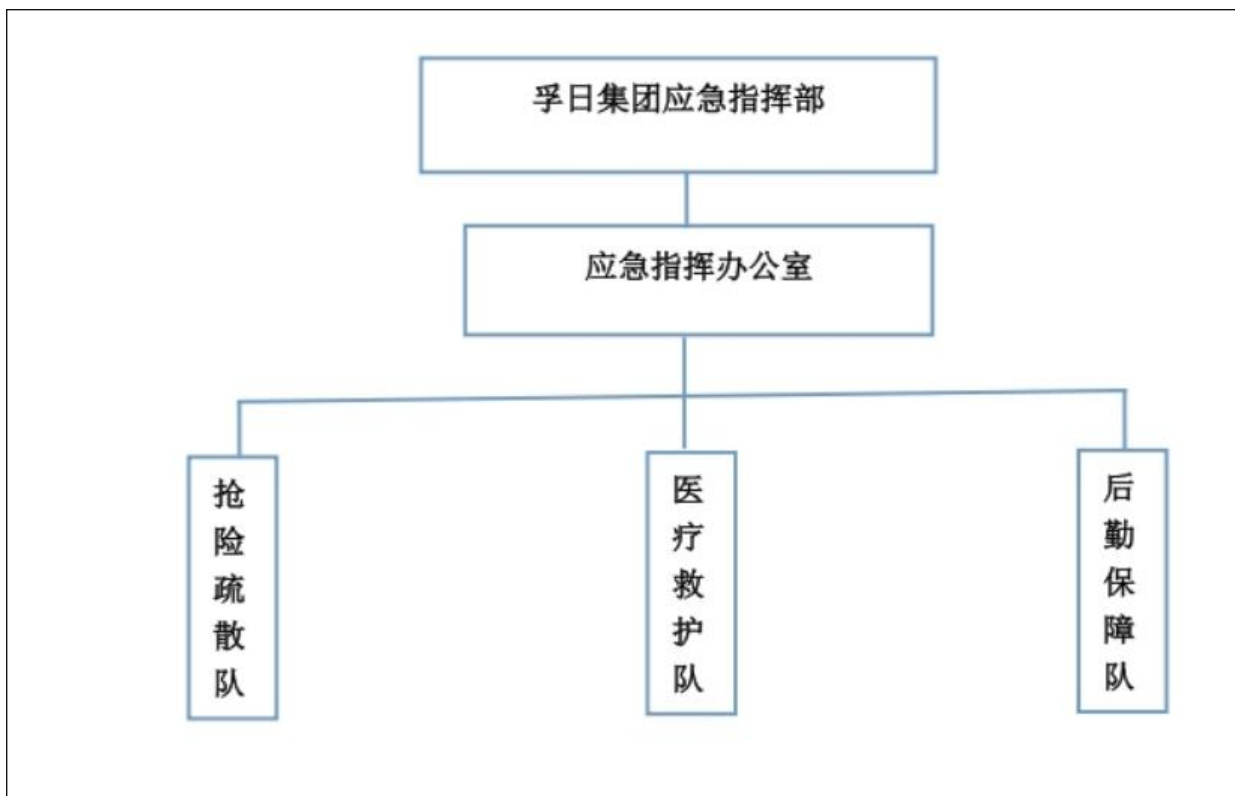 孚日集团应急指挥部
应急指挥办公室
抢险疏散队
医疗救护队
后勤保障队